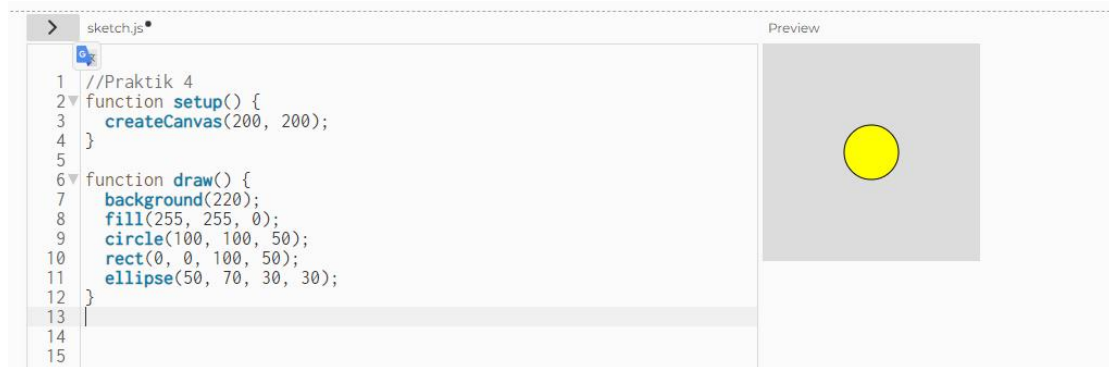 sketch.js
Preview
1 //Praktik 4
2 function setup() {
3 createCanvas(200, 200);
4 }
5
6 function draw() {
7 background(220);
8 fill(255, 255, 0);
9 circle(100, 100, 50);
10 rect(0, 0, 100, 50);
11 ellipse(50, 70, 30, 30);
12 }
13
14
15